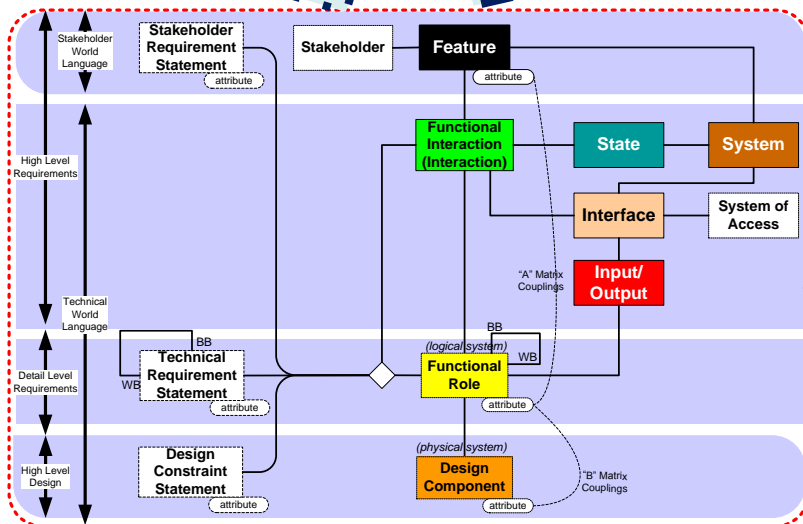 Stakeholder
World
Language
Stakeholder
Requirement
Statement
attribute
Stakeholder
Feature
attribute
High Level
Requirements
Functional
Interaction
(Interaction)
State
System
Interface
System of
Access
"A" Matrix
Couplings
Input/
Output
Technical
World
Language
BB
WB
Technical
Requirement
Statement
attribute
(logical system)
BB
WB
Functional
Role
attribute
Detail Level
Requirements
High Level
Design
Design
Constraint
Statement
attribute
(physical system)
Design
Component
attribute
"B" Matrix
Couplings